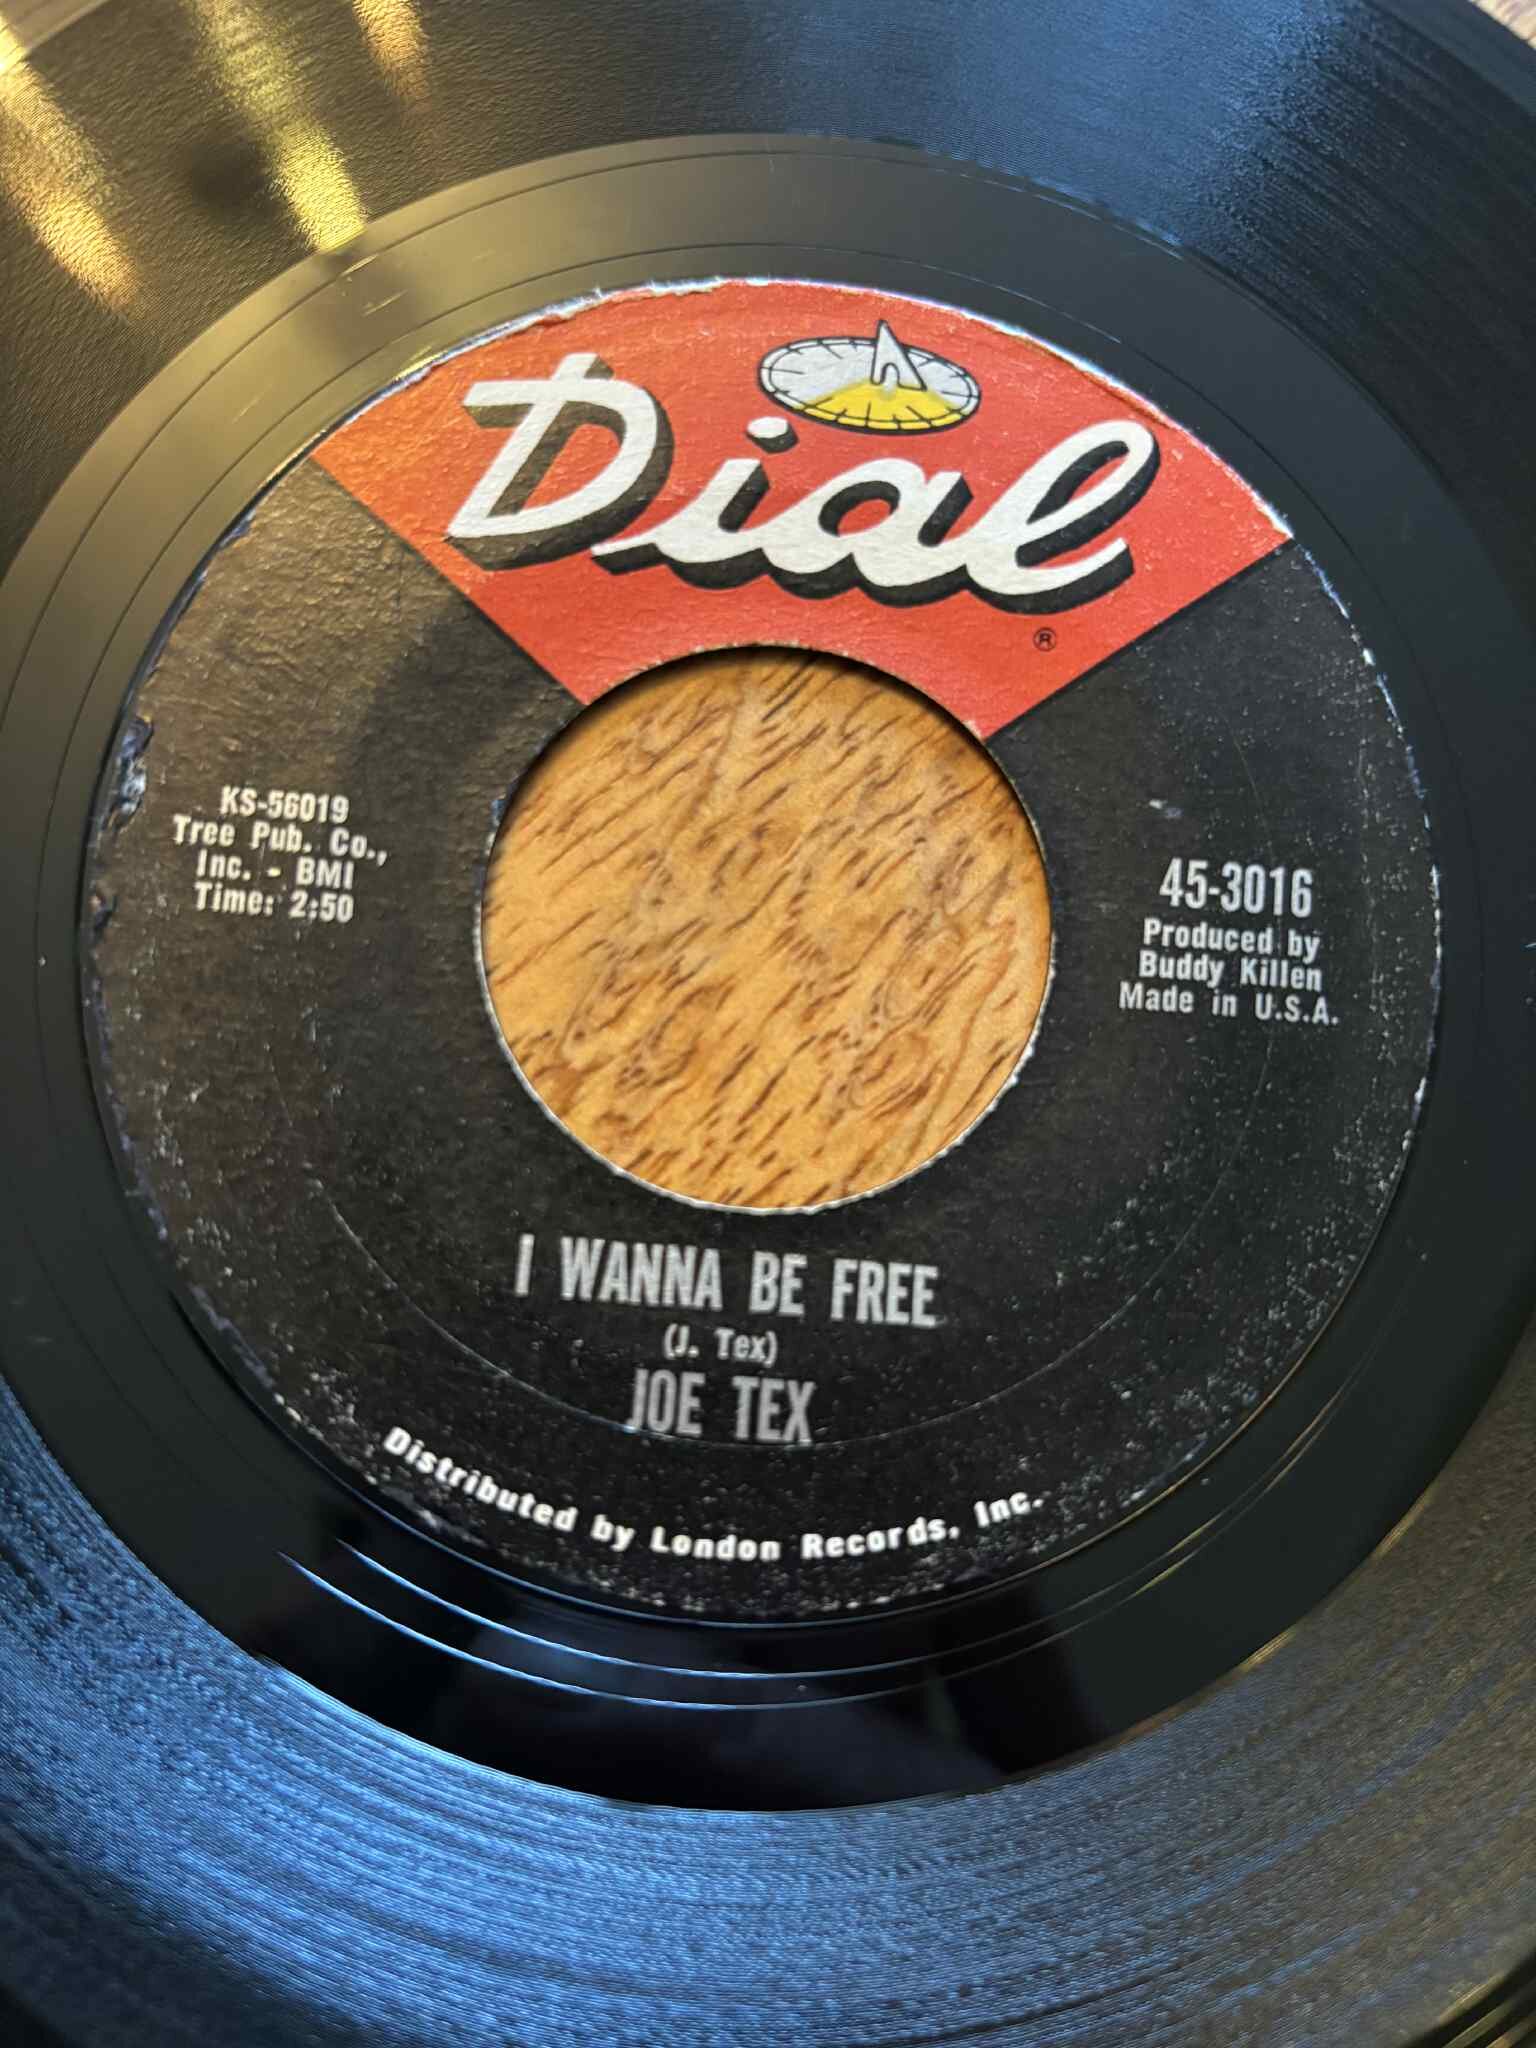 Dial
®
KS-56019
Tree Pub. Co.,
Inc. - BMI
Time: 2:50
45-3016
Produced by
Buddy Killen
Made in U.S.A.
I WANNA BE FREE
(J. Tex)
JOE TEX
Distributed by London Records, Inc.